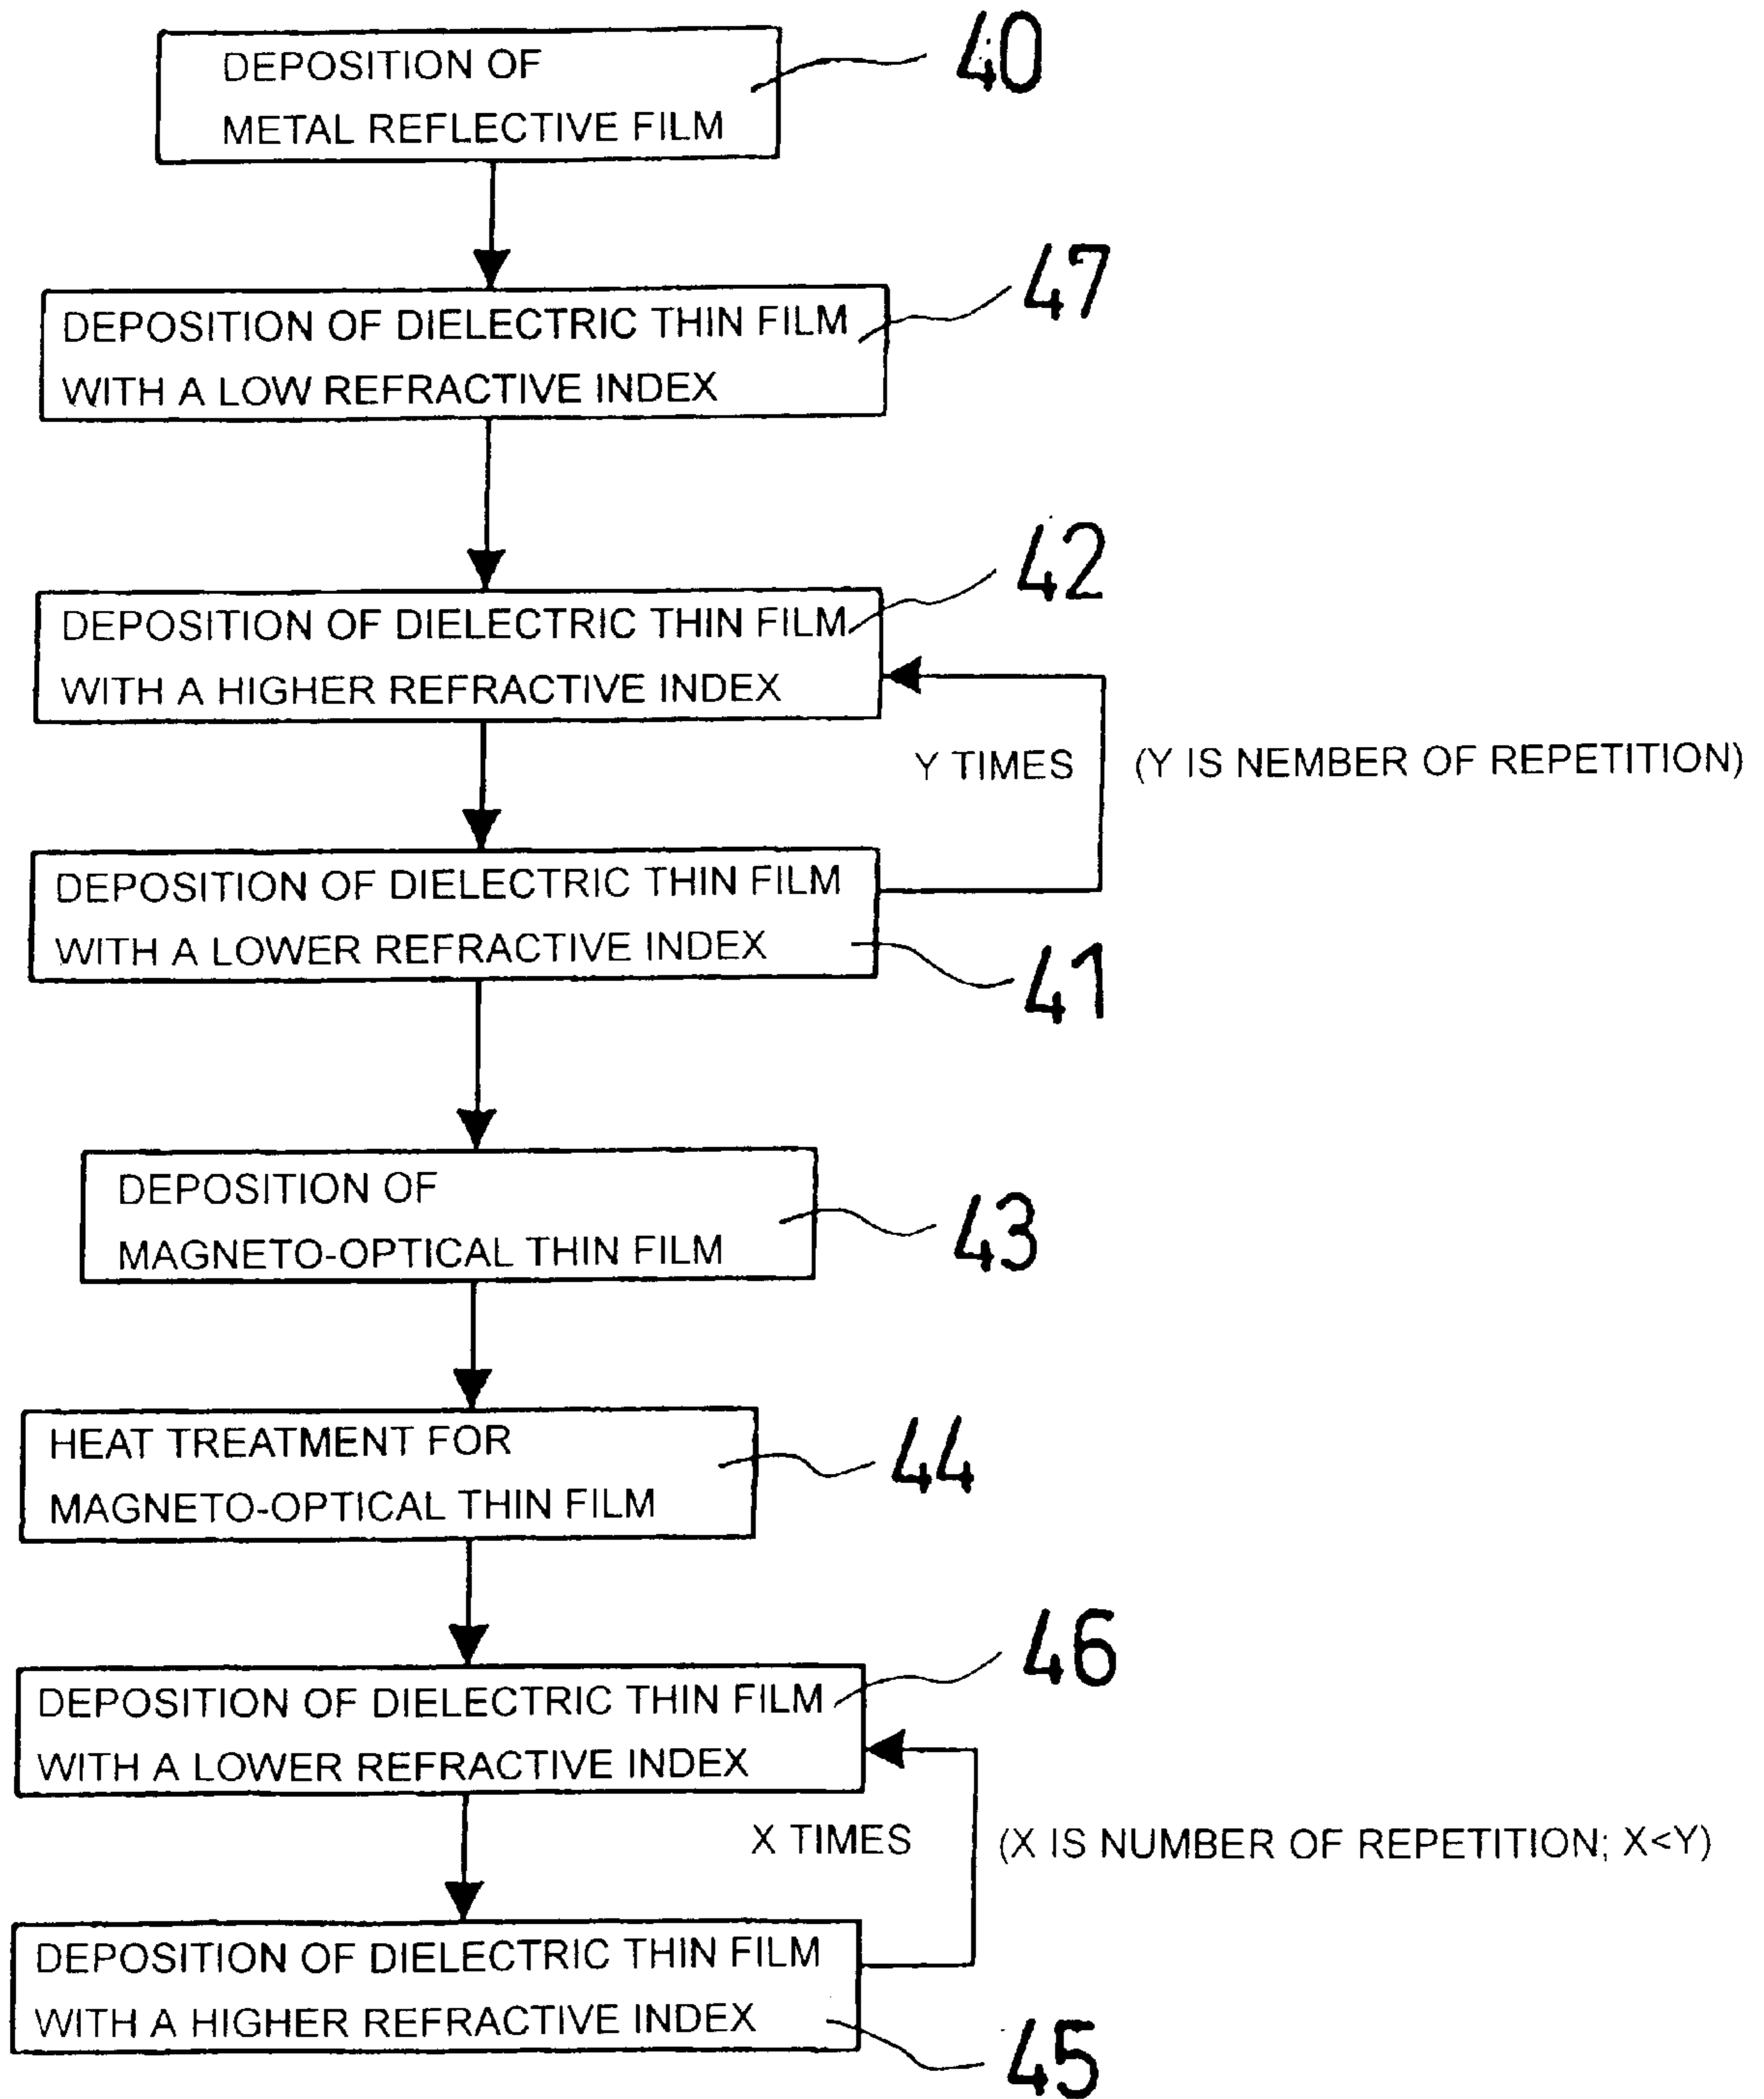 DEPOSITION OF
METAL REFLECTIVE FILM
40
DEPOSITION OF DIELECTRIC THIN FILM
WITH A LOW REFRACTIVE INDEX
47
DEPOSITION OF DIELECTRIC THIN FILM
WITH A HIGHER REFRACTIVE INDEX
42
Y TIMES
(Y IS NEMBER OF REPETITION)
DEPOSITION OF DIELECTRIC THIN FILM
WITH A LOWER REFRACTIVE INDEX
41
DEPOSITION OF
MAGNETO-OPTICAL THIN FILM
43
HEAT TREATMENT FOR
MAGNETO-OPTICAL THIN FILM
44
DEPOSITION OF DIELECTRIC THIN FILM
WITH A LOWER REFRACTIVE INDEX
46
X TIMES
(X IS NUMBER OF REPETITION; X<Y)
DEPOSITION OF DIELECTRIC THIN FILM
WITH A HIGHER REFRACTIVE INDEX
45